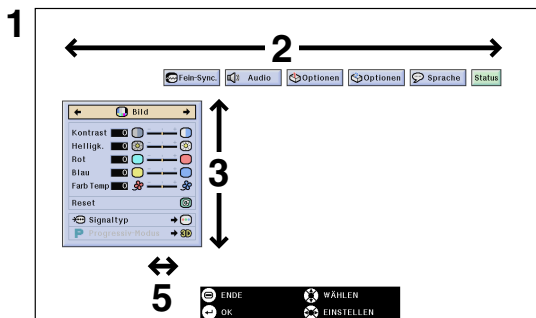 1
2
Fein-Sync. Audio Optionen Optionen Sprache Status
Bild
Kontrast 0
Helligk. 0
Rot 0
Blau 0
Farb Temp 0
Reset
Signaltyp
P Progressiv-Modus 3D
3
5
ENDE WÄHLEN
OK EINSTELLEN